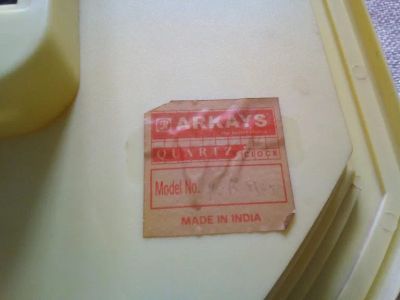 ARKAYS
QUARTZ CLOCK
Model No.
MADE IN INDIA